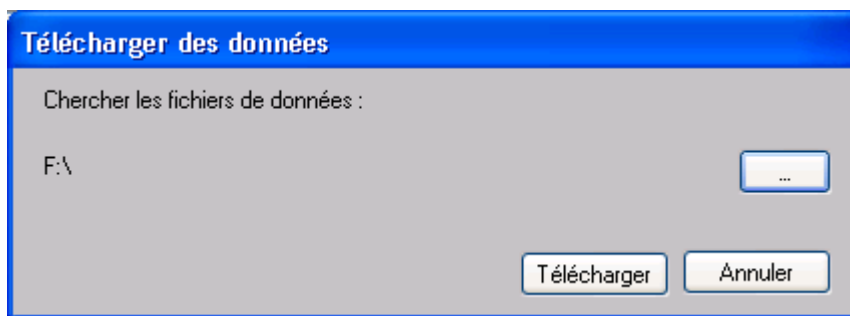 Télécharger des données
Chercher les fichiers de données :
F:\
...
Télécharger
Annuler